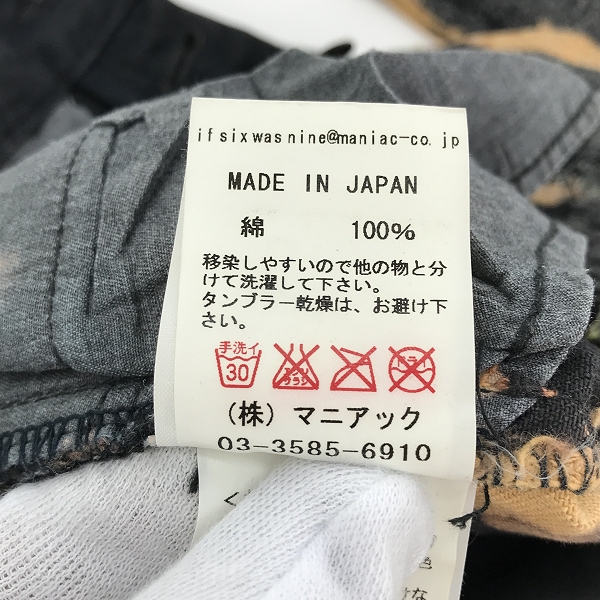 ifsixwasnine@maniac-co.jp
MADE IN JAPAN
綿 100%
移染しやすいので他の物と分
けて洗濯して下さい。
タンブラー乾燥は、お避け下
さい。
手洗イ
30
(株) マニアック
03-3585-6910
く
色
な